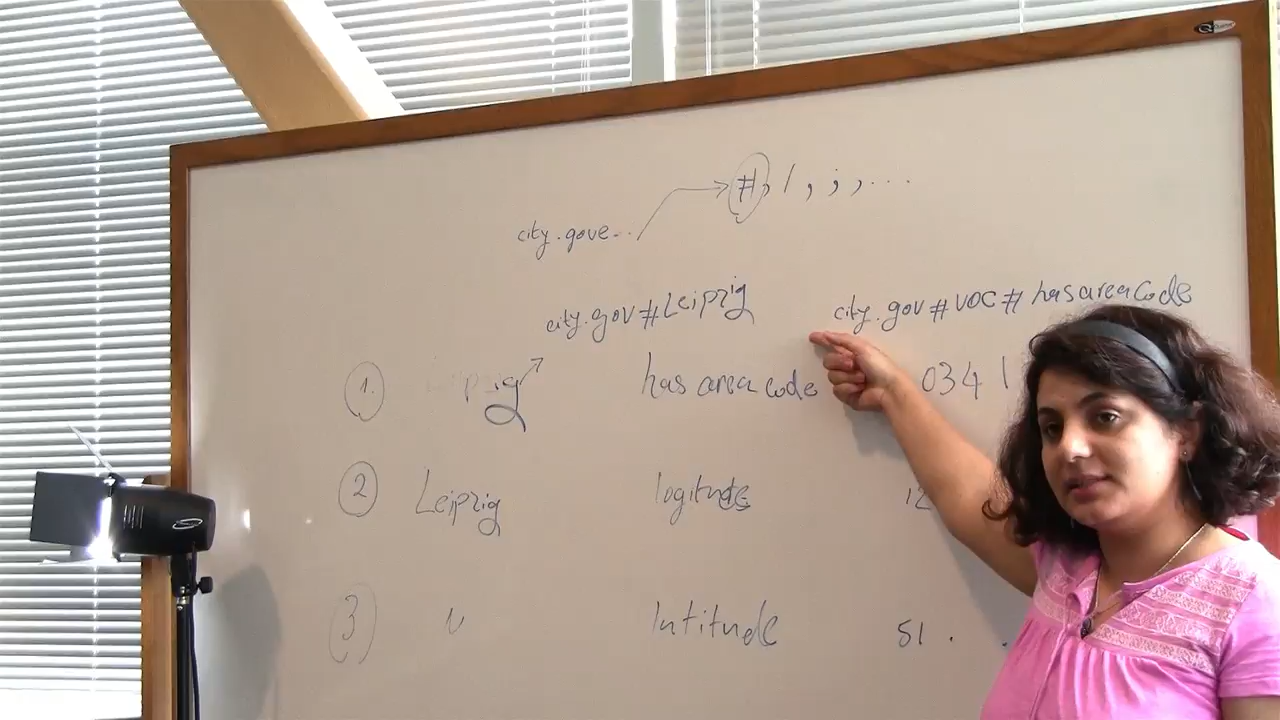 #, / , ; , ...
city.gove...
city.gov#Leipzig
city.gov#VOC#hasareaCode
1. has area code 0341
2 Leipzig logitude 12
3 " latitude 51 .